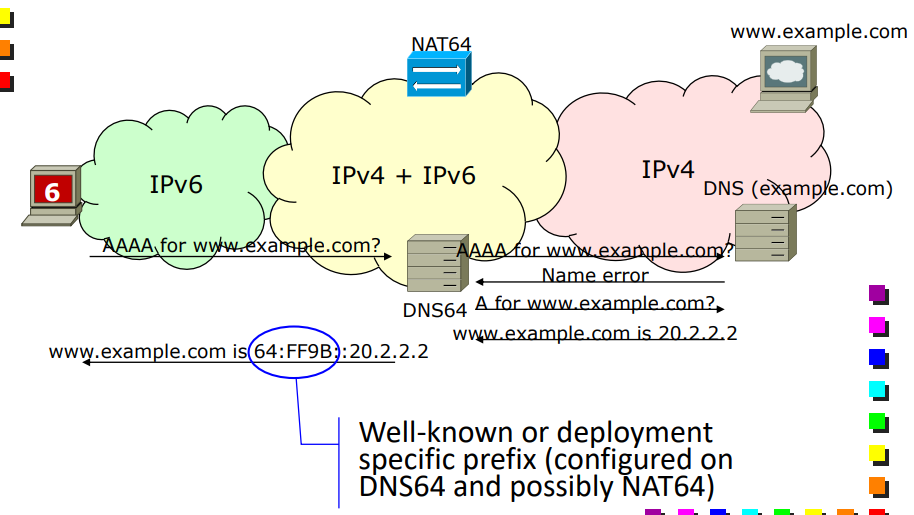 www.example.com
NAT64
IPv6
IPv4 + IPv6
IPv4
6
DNS (example.com)
AAAA for www.example.com?
AAAA for www.example.com?
Name error
DNS64
A for www.example.com?
www.example.com is 20.2.2.2
www.example.com is 64:FF9B::20.2.2.2
Well-known or deployment
specific prefix (configured on
DNS64 and possibly NAT64)